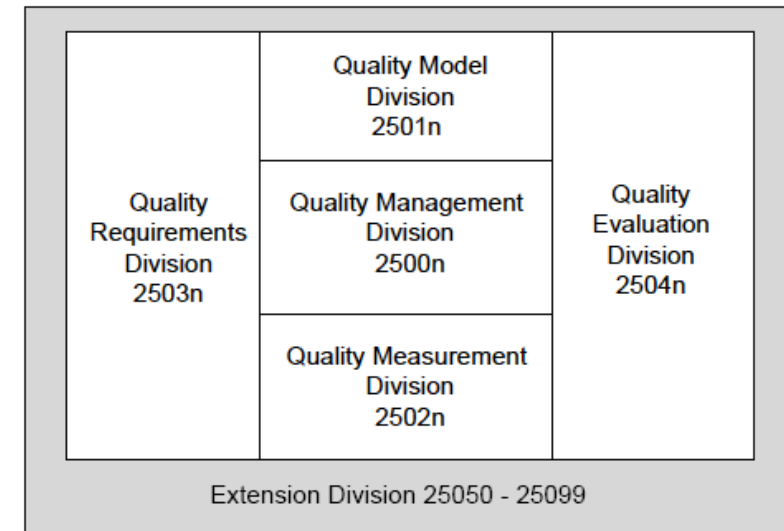 Quality
Requirements
Division
2503n
Quality Model
Division
2501n
Quality Management
Division
2500n
Quality Measurement
Division
2502n
Quality
Evaluation
Division
2504n
Extension Division 25050 - 25099